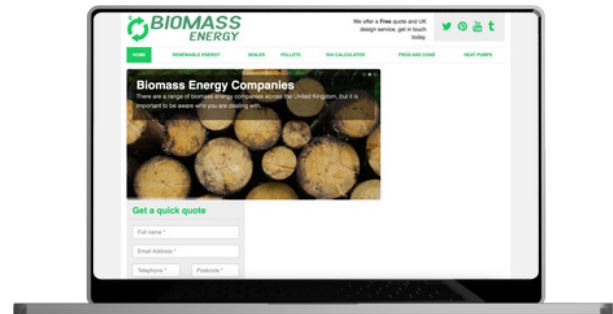 BIOMASS
ENERGY
We offer a Free quote and UK
design service, get in touch
today.
HOME RENEWABLE ENERGY BOILER PELLETS RHI CALCULATOR PROS AND CONS HEAT PUMPS
Biomass Energy Companies
There are a range of biomass energy companies across the United Kingdom, but it is
important to be aware who you are dealing with.
Get a quick quote
Full name *
Email Address *
Telephone * Postcode *